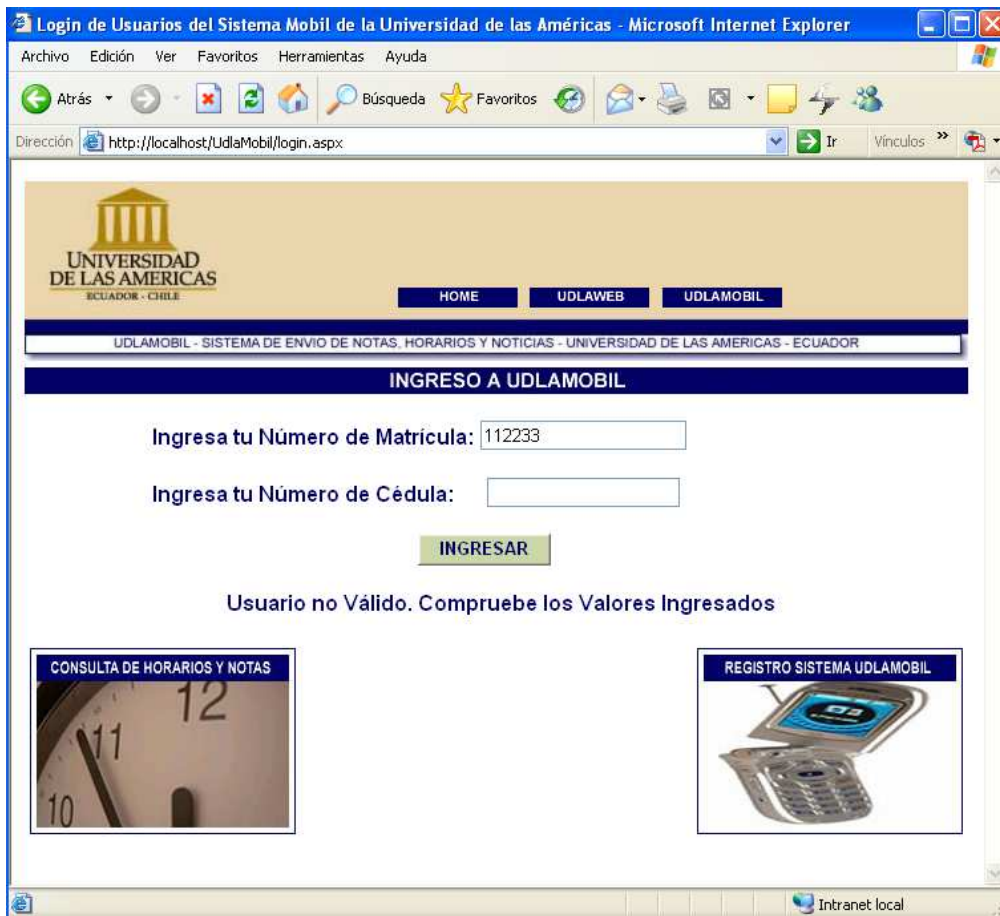 Login de Usuarios del Sistema Mobil de la Universidad de las Américas - Microsoft Internet Explorer
Archivo Edición Ver Favoritos Herramientas Ayuda
Atrás Búsqueda Favoritos
Dirección http://localhost/UdlaMobil/login.aspx Ir Vínculos »
UNIVERSIDAD
DE LAS AMERICAS
ECUADOR - CHILE
HOME UDLAWEB UDLAMOBIL
UDLAMOBIL - SISTEMA DE ENVIO DE NOTAS, HORARIOS Y NOTICIAS - UNIVERSIDAD DE LAS AMERICAS - ECUADOR
INGRESO A UDLAMOBIL
Ingresa tu Número de Matrícula: 112233
Ingresa tu Número de Cédula:
INGRESAR
Usuario no Válido. Compruebe los Valores Ingresados
CONSULTA DE HORARIOS Y NOTAS REGISTRO SISTEMA UDLAMOBIL
12
11
10
Intranet local